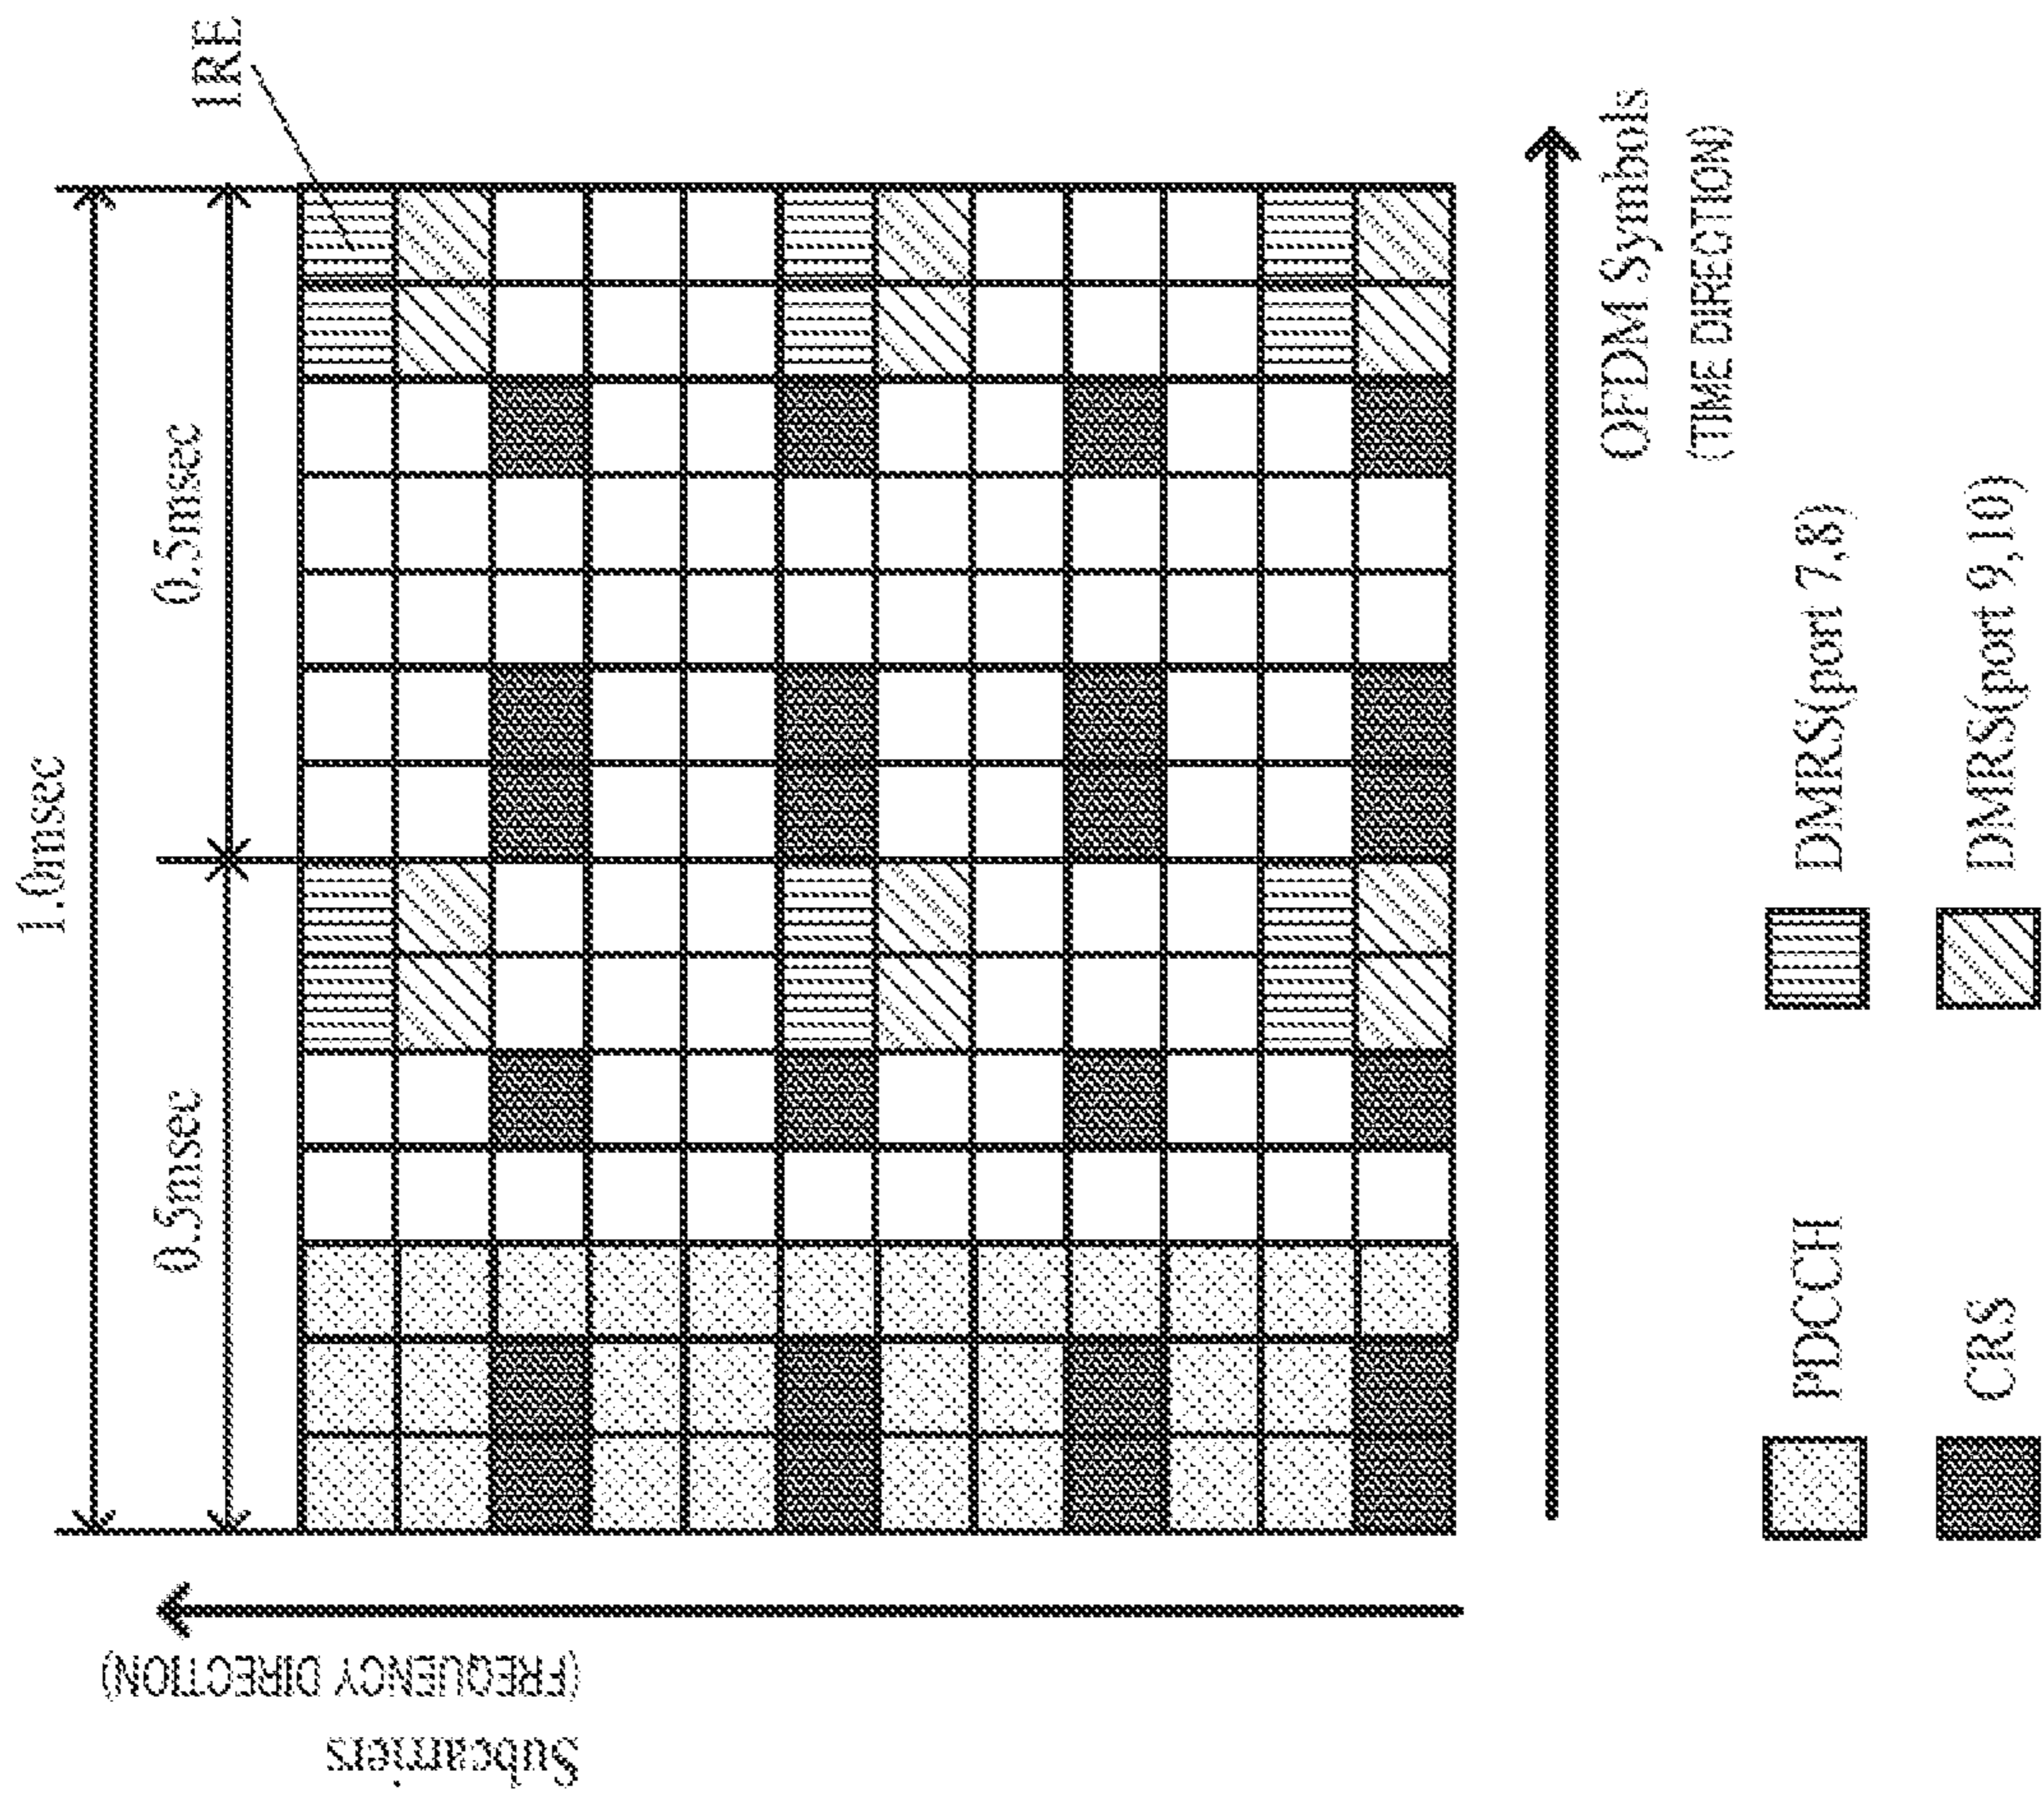 1.0msec
0.5msec
0.5msec
1RE
Subcarriers
(FREQUENCY DIRECTION)
OFDM Symbols
(TIME DIRECTION)
PDCCH
DMRS(port 7,8)
CRS
DMRS(port 9,10)